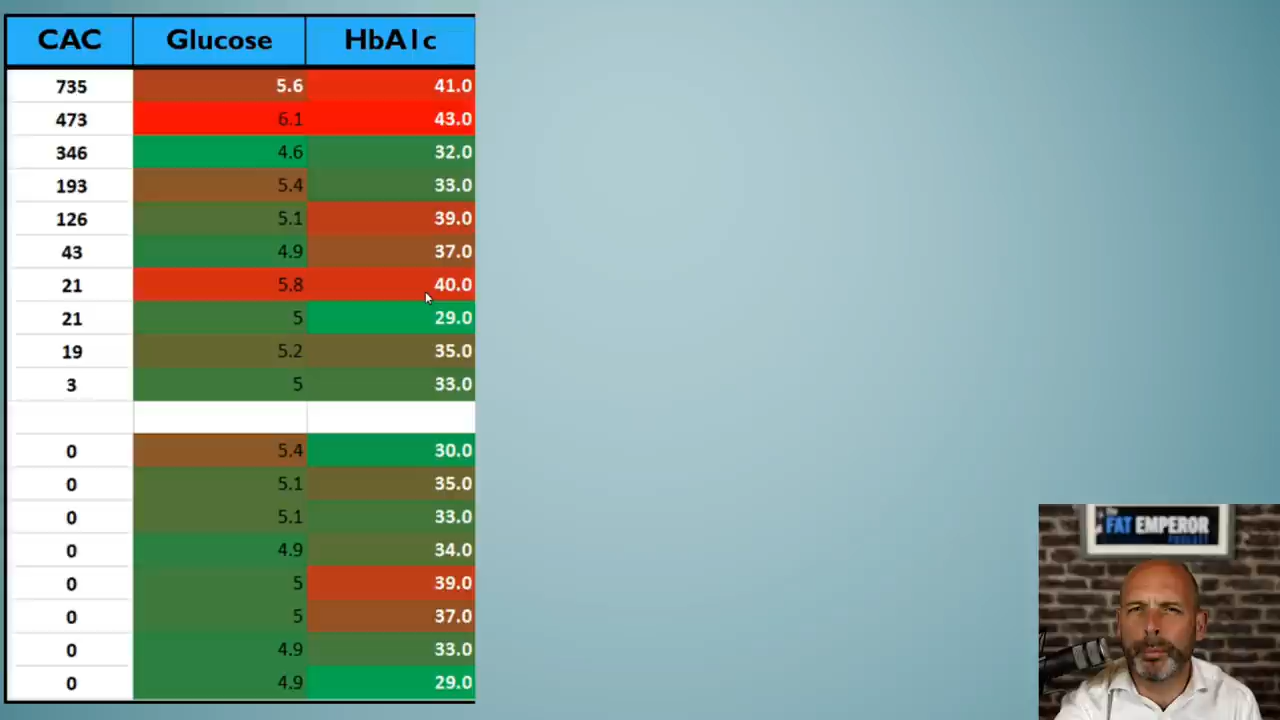 CAC Glucose HbA1c
735 5.6 41.0
473 6.1 43.0
346 4.6 32.0
193 5.4 33.0
126 5.1 39.0
43 4.9 37.0
21 5.8 40.0
21 5 29.0
19 5.2 35.0
3 5 33.0
0 5.4 30.0
0 5.1 35.0
0 5.1 33.0
0 4.9 34.0
0 5 39.0
0 5 37.0
0 4.9 33.0
0 4.9 29.0
FAT EMPEROR
PODCAST